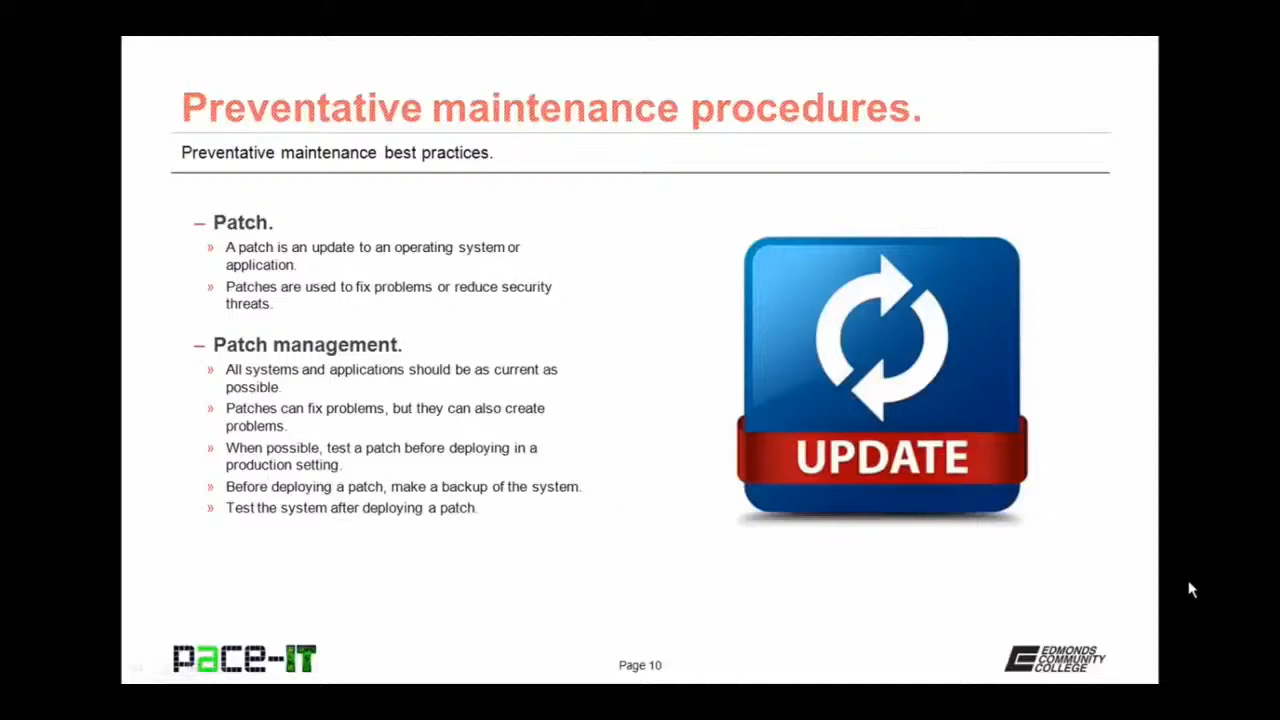 Preventative maintenance procedures.
Preventative maintenance best practices.
– Patch.
» A patch is an update to an operating system or
application.
» Patches are used to fix problems or reduce security
threats.
– Patch management.
» All systems and applications should be as current as
possible.
» Patches can fix problems, but they can also create
problems.
» When possible, test a patch before deploying in a
production setting.
» Before deploying a patch, make a backup of the system.
» Test the system after deploying a patch.
UPDATE
pace-IT
Page 10
EDMONDS
COMMUNITY
COLLEGE